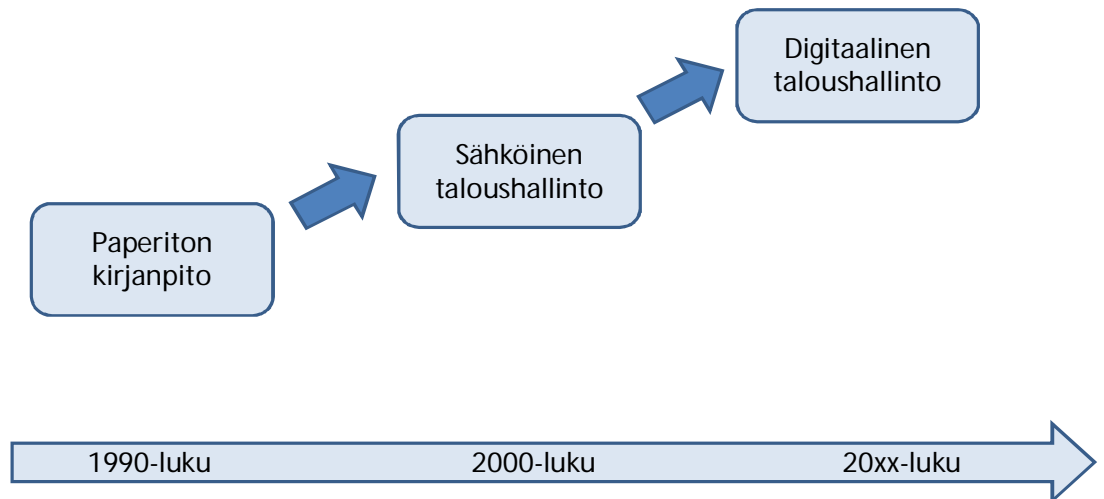 Digitaalinen
taloushallinto
Sähköinen
taloushallinto
Paperiton
kirjanpito
1990-luku
2000-luku
20xx-luku